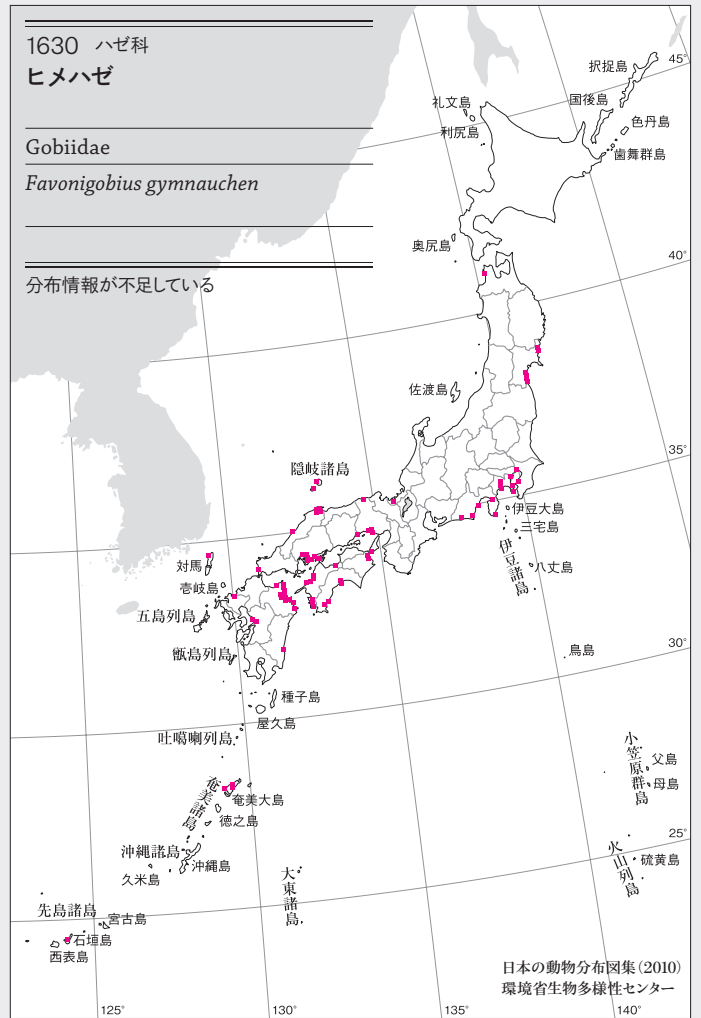 1630 ハゼ科
ヒメハゼ
Gobiidae
Favonigobius gymnauchen
分布情報が不足している
択捉島
45°
礼文島
国後島
利尻島
色丹島
歯舞群島
奥尻島
40°
佐渡島
35°
隠岐諸島
伊豆大島
三宅島
伊豆諸島
八丈島
対馬
壱岐島
五島列島
甑島列島
鳥島
30°
種子島
屋久島
吐噶喇列島
小笠原群島
父島
母島
奄美諸島
奄美大島
徳之島
25°
沖縄諸島
沖縄島
久米島
火山列島
硫黄島
大東諸島
先島諸島
宮古島
石垣島
西表島
日本の動物分布図集(2010)
環境省生物多様性センター
125°
130°
135°
140°